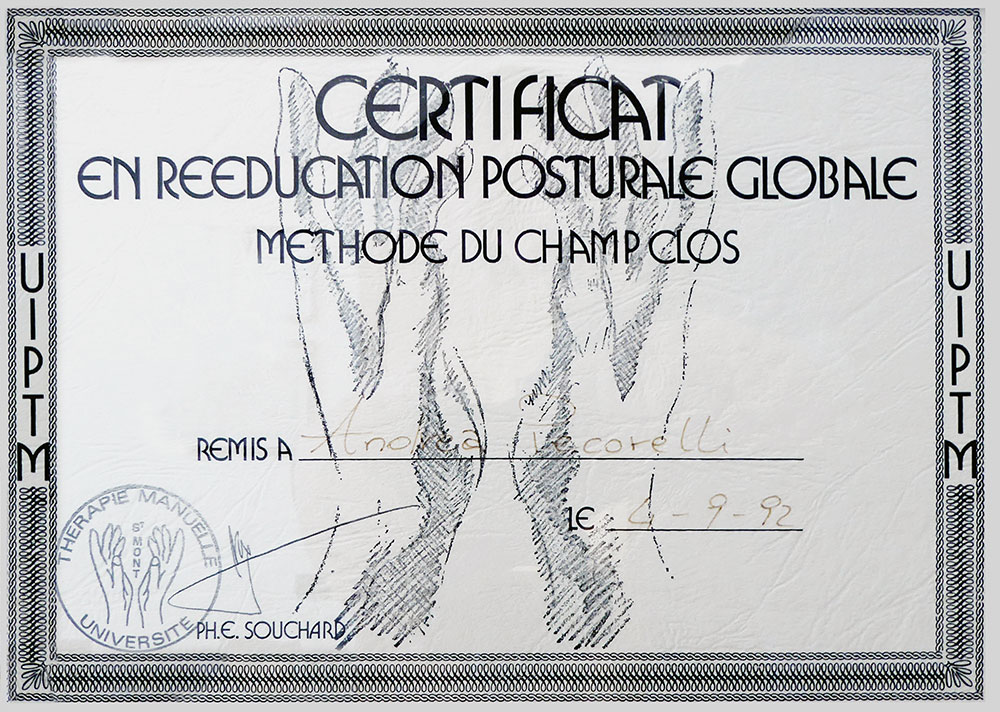 CERTIFICAT
EN REEDUCATION POSTURALE GLOBALE
METHODE DU CHAMP CLOS
UIPTM
UIPTM
REMIS A Andrea Pecorelli
LE 4-9-92
THERAPIE MANUELLE
ST MONT
UNIVERSITE
PH.E. SOUCHARD